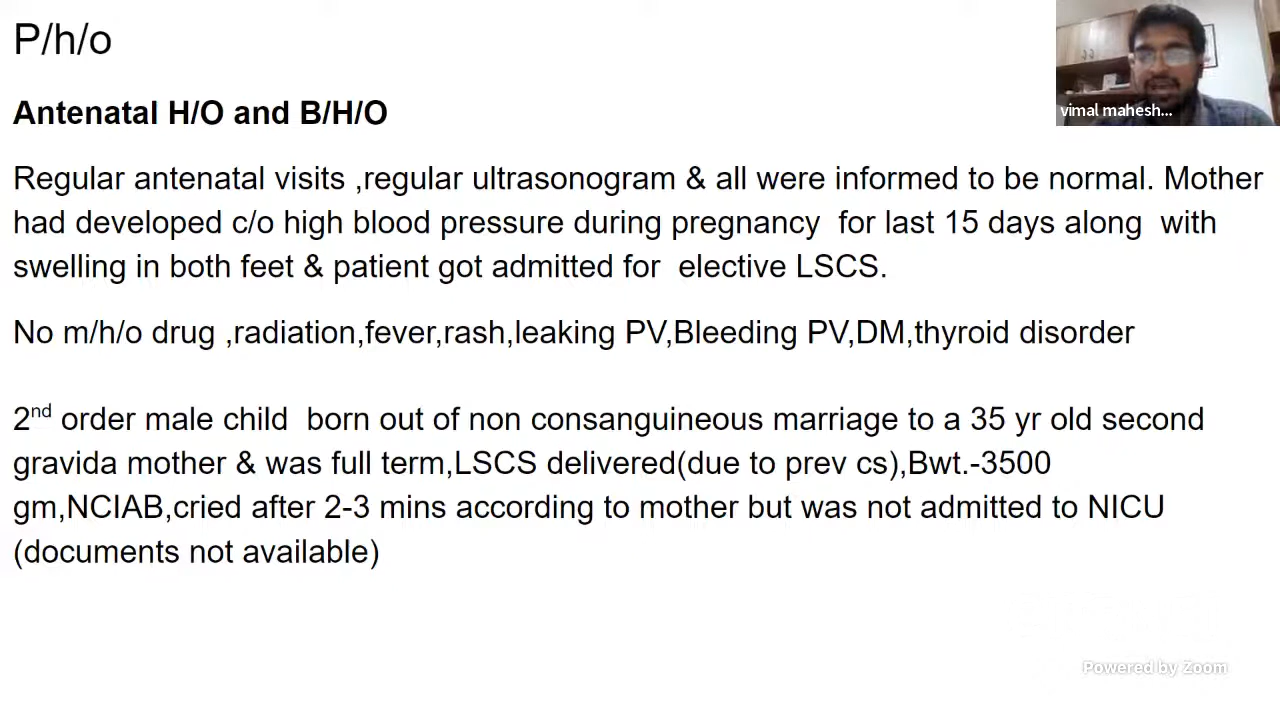 P/h/o
vimal mahesh...
Antenatal H/O and B/H/O
Regular antenatal visits ,regular ultrasonogram & all were informed to be normal. Mother
had developed c/o high blood pressure during pregnancy  for last 15 days along  with
swelling in both feet & patient got admitted for  elective LSCS.
No m/h/o drug ,radiation,fever,rash,leaking PV,Bleeding PV,DM,thyroid disorder
2nd order male child  born out of non consanguineous marriage to a 35 yr old second
gravida mother & was full term,LSCS delivered(due to prev cs),Bwt.-3500
gm,NCIAB,cried after 2-3 mins according to mother but was not admitted to NICU
(documents not available)
Powered by Zoom